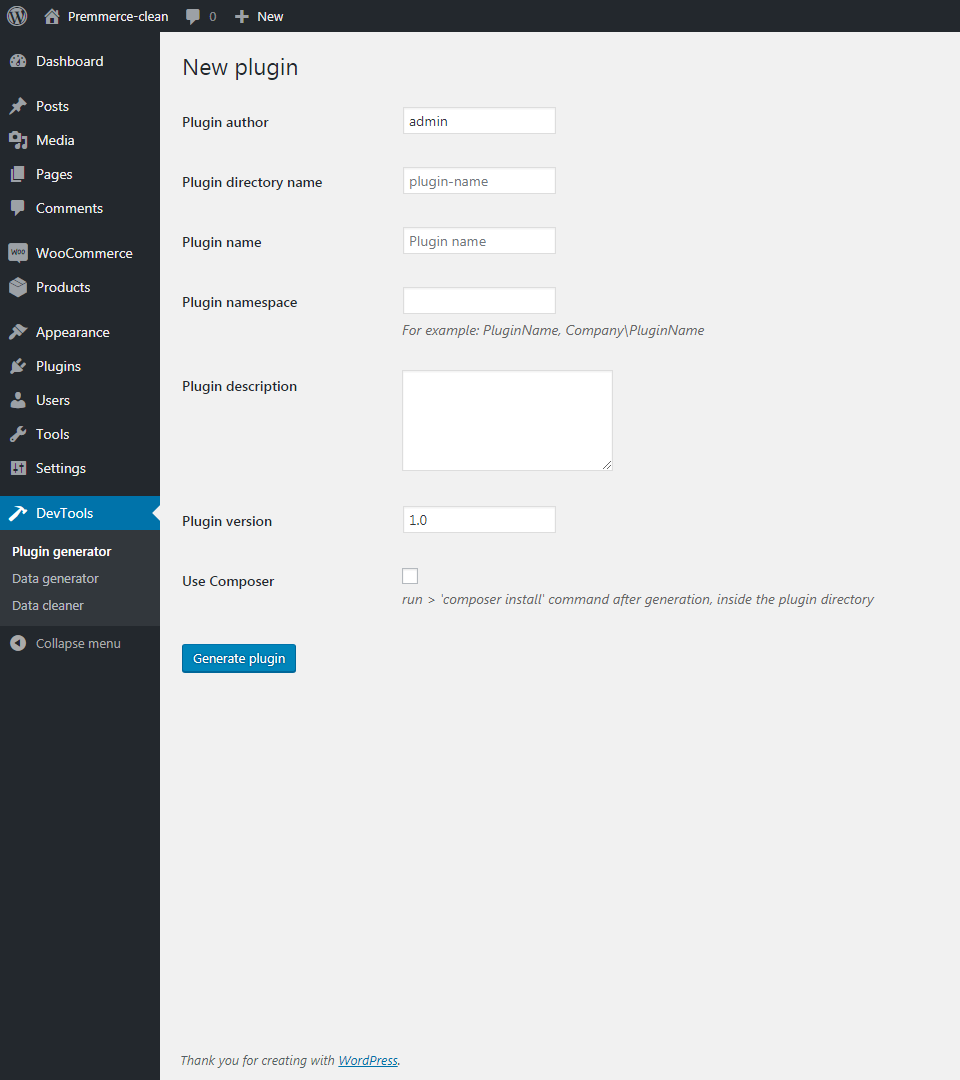 Premmerce-clean 0 New
Dashboard
Posts
Media
Pages
Comments
Woo WooCommerce
Products
Appearance
Plugins
Users
Tools
Settings
DevTools
Plugin generator
Data generator
Data cleaner
Collapse menu
New plugin
Plugin author admin
Plugin directory name plugin-name
Plugin name Plugin name
Plugin namespace
For example: PluginName, Company\PluginName
Plugin description
Plugin version 1.0
Use Composer
run > 'composer install' command after generation, inside the plugin directory
Generate plugin
Thank you for creating with WordPress.